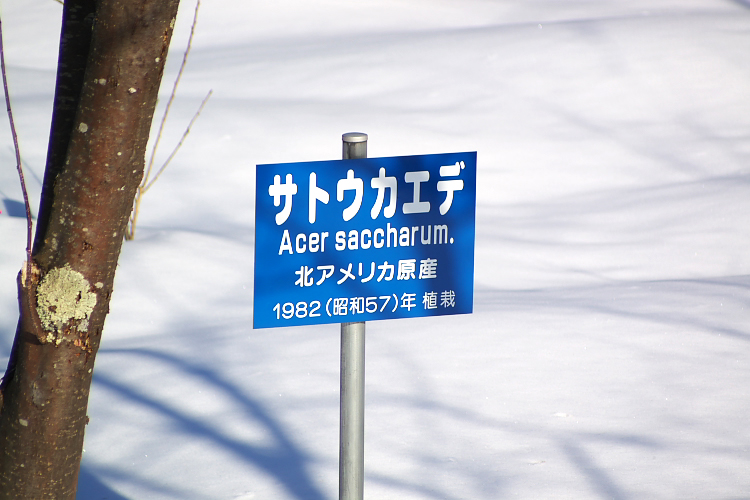 サトウカエデ
Acer saccharum.
北アメリカ原産
1982(昭和57)年 植栽